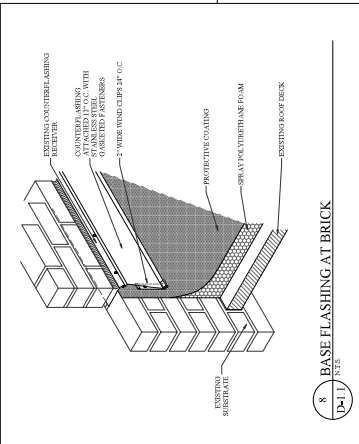 EXISTING COUNTERFLASHING
RECEIVER
COUNTERFLASHING
ATTACHED 12" O.C. WITH
STAINLESS STEEL
GASKETED FASTENERS
2" WIDE WIND CLIPS 24" O.C.
PROTECTIVE COATING
SPRAY POLYURETHANE FOAM
EXISTING ROOF DECK
EXISTING
SUBSTRATE
8
D-1.1
BASE FLASHING AT BRICK
N.T.S.